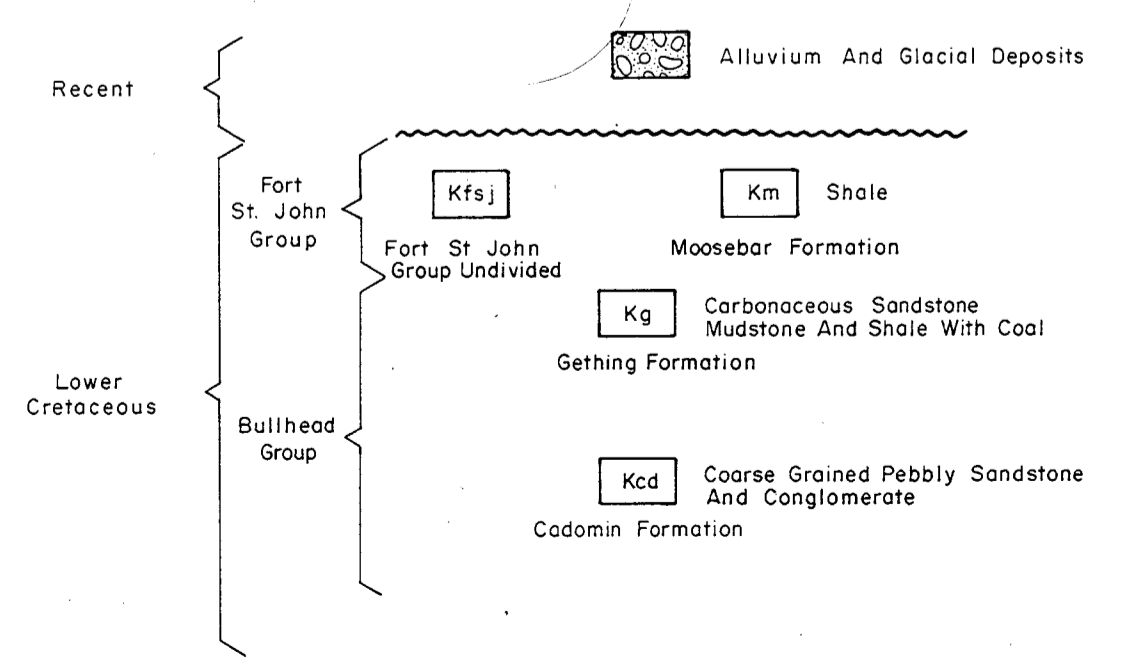 Alluvium And Glacial Deposits
Recent
Fort
St. John
Group
Kfsj
Fort St John
Group Undivided
Km
Shale
Moosebar Formation
Kg
Carbonaceous Sandstone
Mudstone And Shale With Coal
Gething Formation
Lower
Cretaceous
Bullhead
Group
Kcd
Coarse Grained Pebbly Sandstone
And Conglomerate
Cadomin Formation